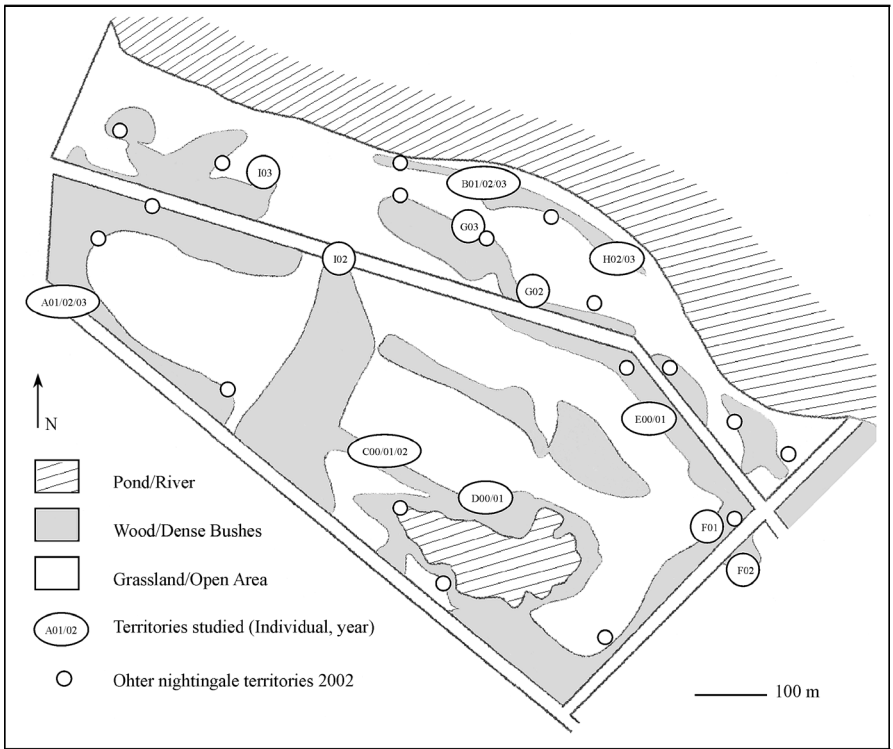 I03
B01/02/03
G03
I02
H02/03
G02
A01/02/03
N
E00/01
C00/01/02
D00/01
F01
F02
Pond/River
Wood/Dense Bushes
Grassland/Open Area
A01/02 Territories studied (Individual, year)
Ohter nightingale territories 2002
100 m